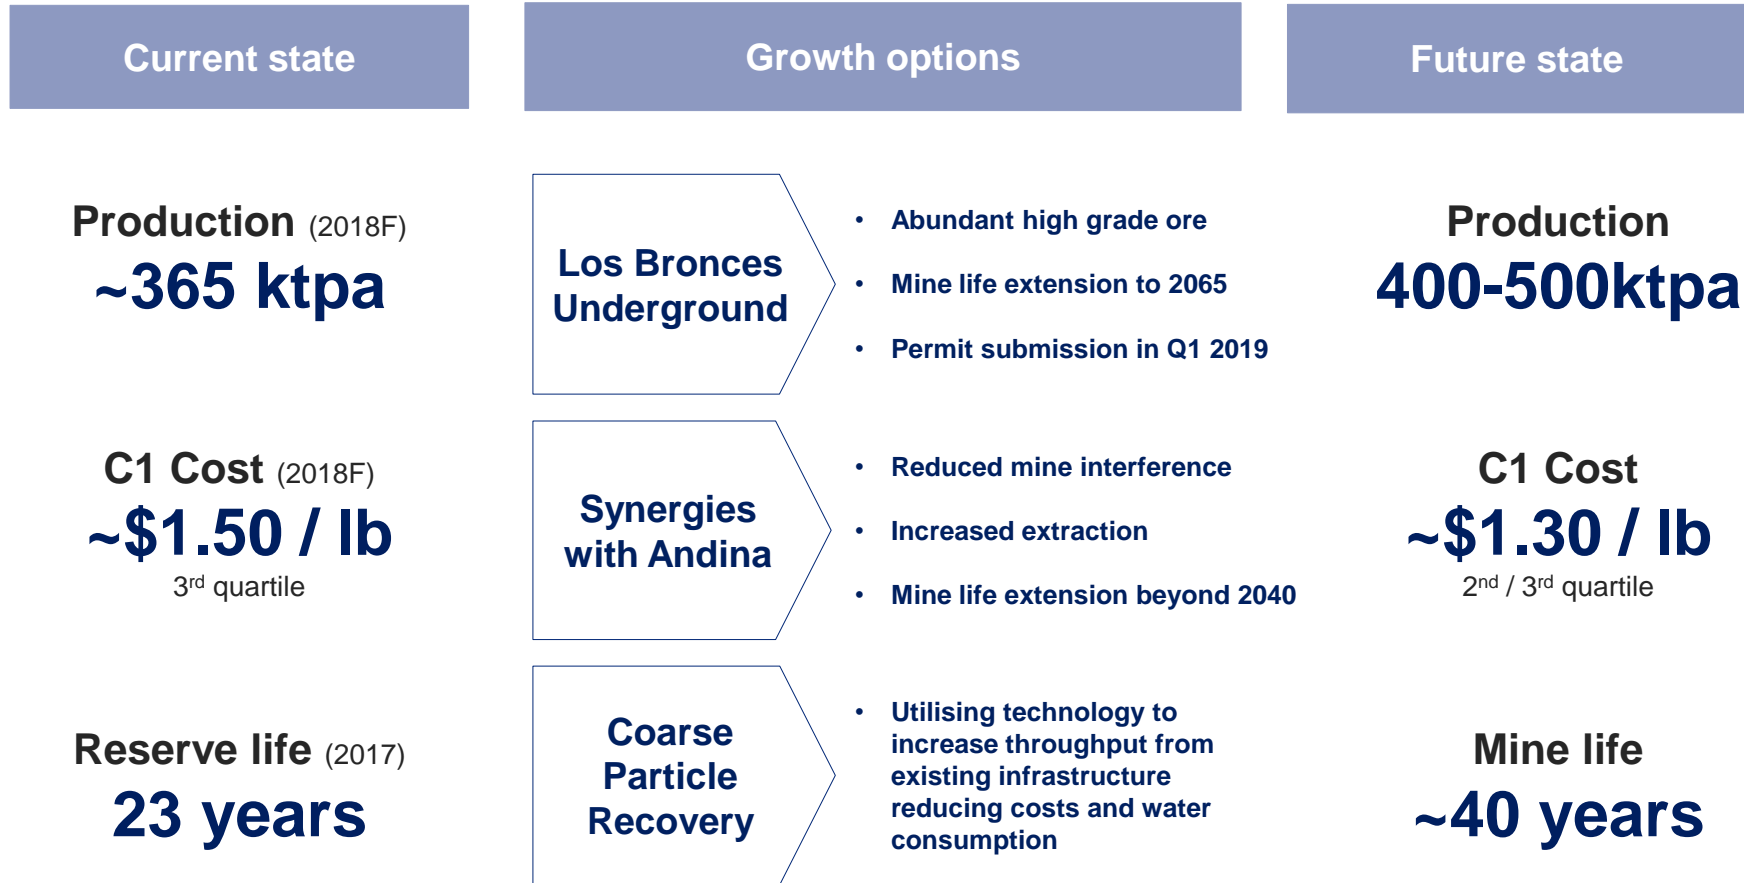 Current state
Growth options
Future state
Production (2018F)
~365 ktpa
C1 Cost (2018F)
~$1.50 / lb
3rd quartile
Reserve life (2017)
23 years
Los Bronces
Underground
• Abundant high grade ore
• Mine life extension to 2065
• Permit submission in Q1 2019
Synergies
with Andina
• Reduced mine interference
• Increased extraction
• Mine life extension beyond 2040
Coarse
Particle
Recovery
• Utilising technology to
increase throughput from
existing infrastructure
reducing costs and water
consumption
Production
400-500ktpa
C1 Cost
~$1.30 / lb
2nd / 3rd quartile
Mine life
~40 years